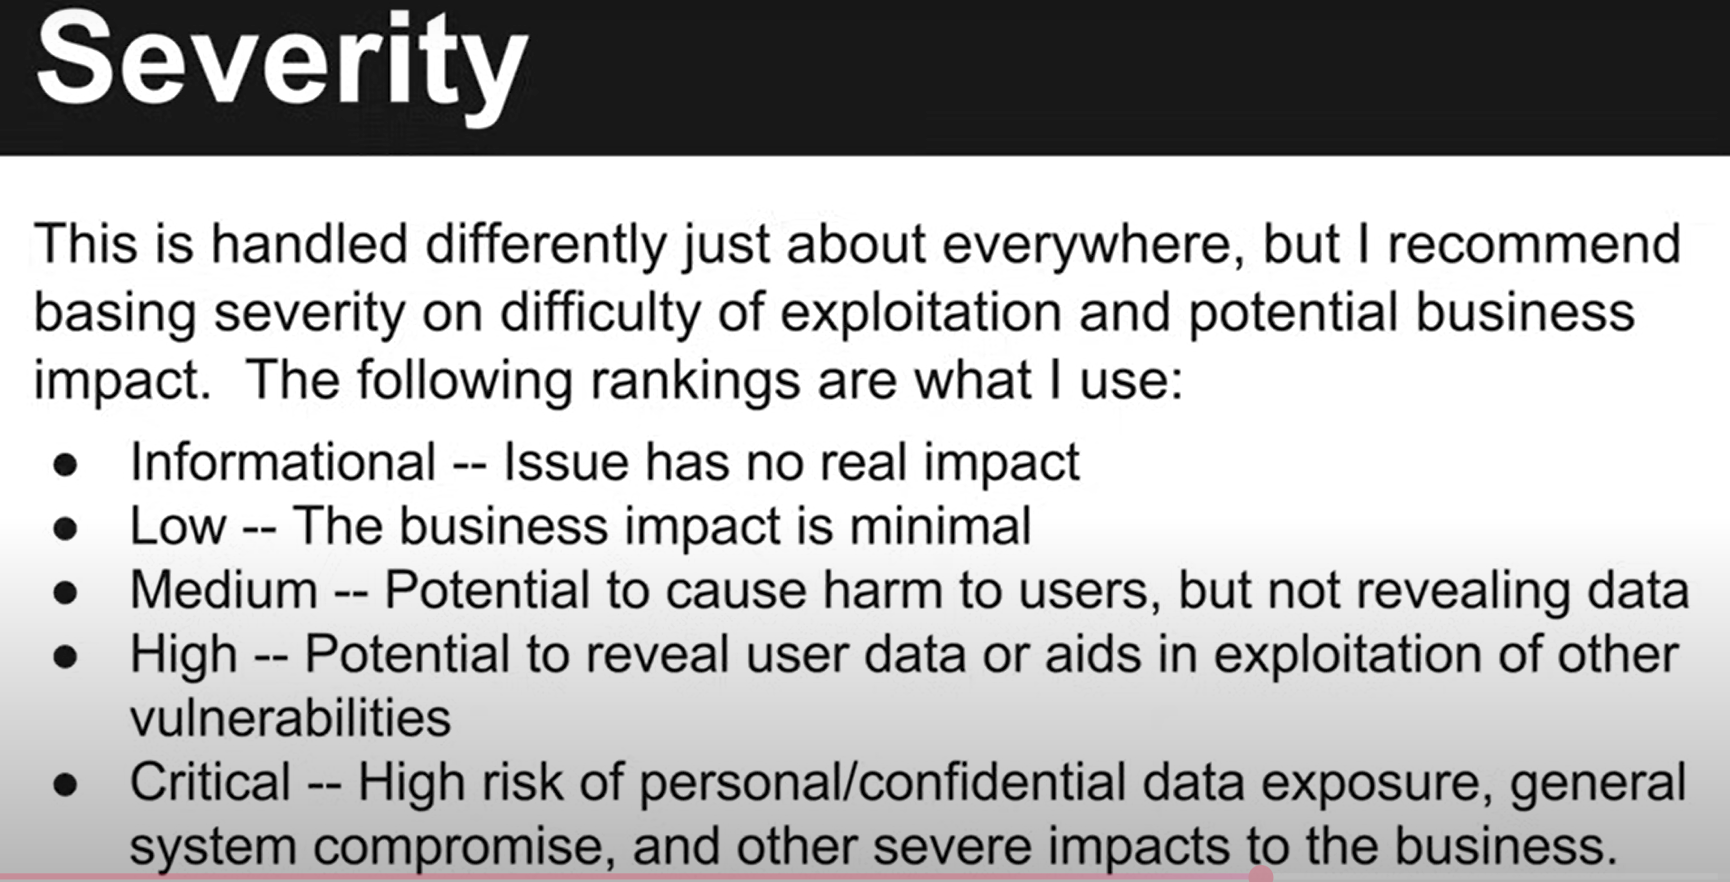 Severity
This is handled differently just about everywhere, but I recommend
basing severity on difficulty of exploitation and potential business
impact.  The following rankings are what I use:
● Informational -- Issue has no real impact
● Low -- The business impact is minimal
● Medium -- Potential to cause harm to users, but not revealing data
● High -- Potential to reveal user data or aids in exploitation of other
vulnerabilities
● Critical -- High risk of personal/confidential data exposure, general
system compromise, and other severe impacts to the business.